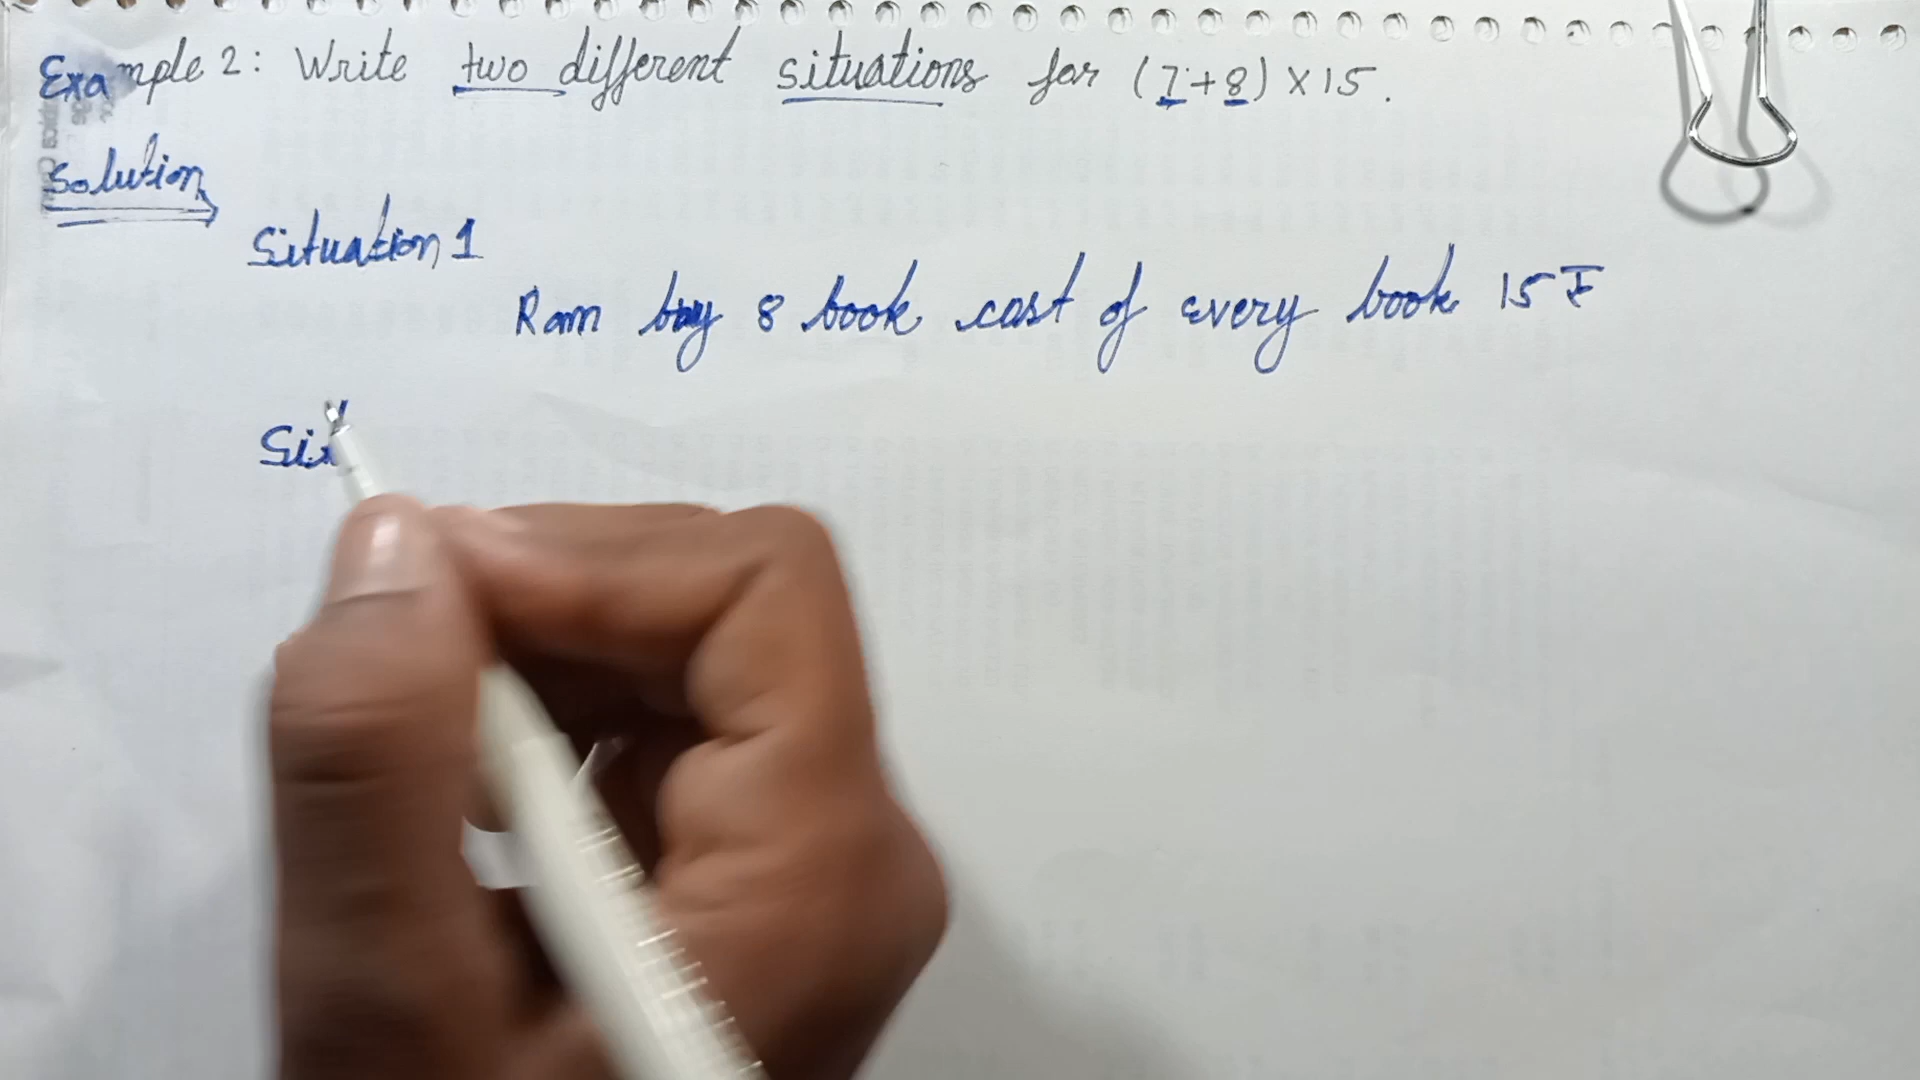 Example 2: Write two different situations for (7+8) × 15.
Solution
Situation 1
Ram buy 8 book cost of every book 15 ₹
Sit